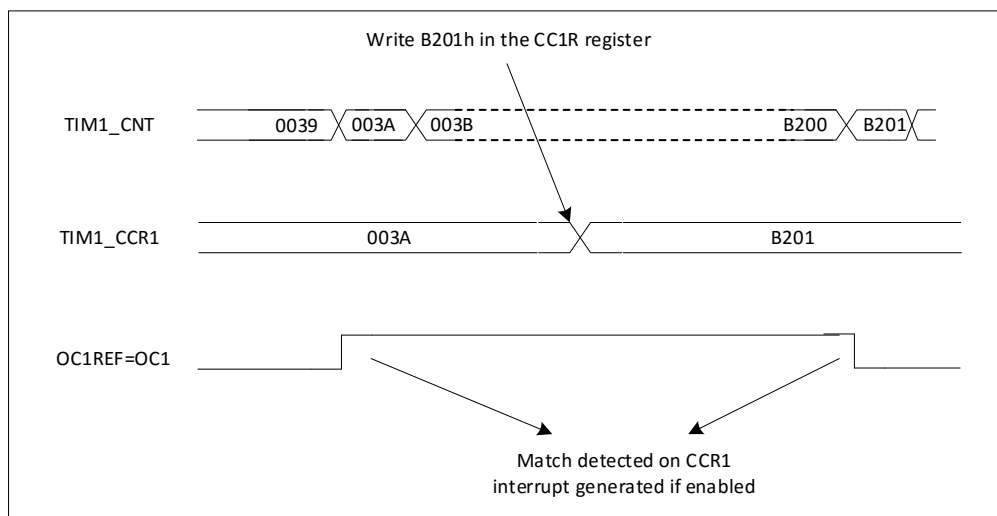 Write B201h in the CC1R register
TIM1_CNT 0039 003A 003B B200 B201
TIM1_CCR1 003A B201
OC1REF=OC1
Match detected on CCR1
interrupt generated if enabled